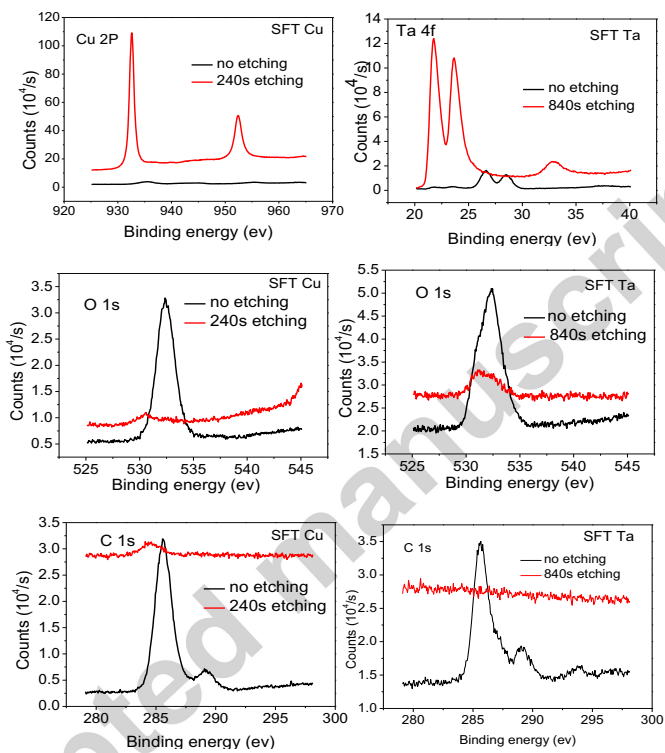 Cu 2P
SFT Cu
no etching
240s etching
120
100
80
60
40
20
0
920
930
940
950
960
970
Counts (10⁴/s)
Binding energy (ev)
Ta 4f
SFT Ta
no etching
840s etching
14
12
10
8
6
4
2
0
20
25
30
35
40
Counts (10⁴/s)
Binding energy (ev)
O 1s
SFT Cu
no etching
240s etching
3.5
3.0
2.5
2.0
1.5
1.0
0.5
525
530
535
540
545
Counts (10⁴/s)
Binding energy (ev)
O 1s
SFT Ta
no etching
840s etching
5.0
4.5
4.0
3.5
3.0
2.5
2.0
1.5
525
530
535
540
545
Counts (10⁴/s)
Binding energy (ev)
C 1s
SFT Cu
no etching
240s etching
3.5
3.0
2.5
2.0
1.5
1.0
0.5
0.0
280
285
290
295
300
Counts (10⁴/s)
Binding energy (ev)
C 1s
SFT Ta
no etching
840s etching
3.5
3.0
2.5
2.0
1.5
1.0
280
285
290
295
300
Counts (10⁴/s)
Binding energy (ev)
ted manuscrip